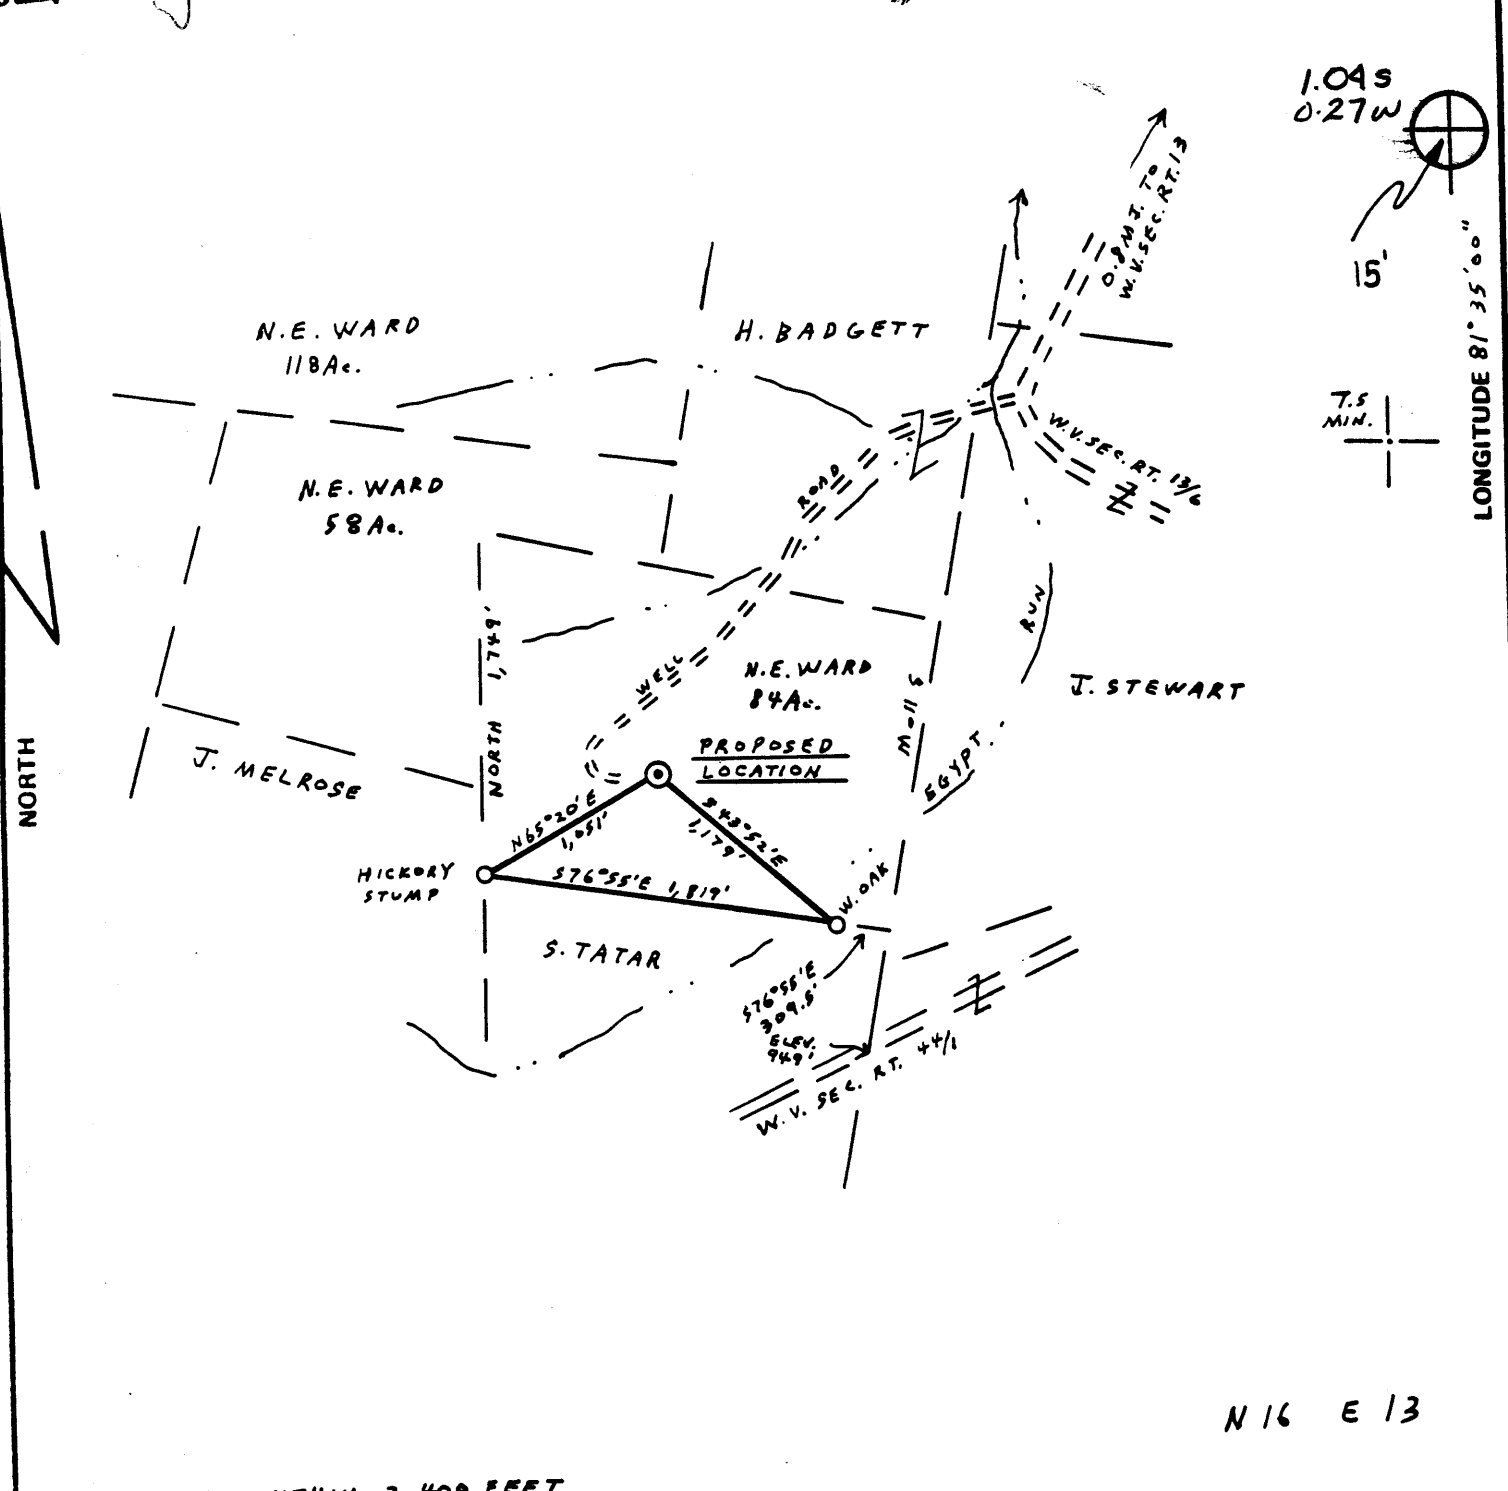 1.04 S
0.27 W
15'
LONGITUDE 81° 35' 00"
7.5
MIN.
0.8 MI. TO
W.V. SEC. RT. 13
N.E. WARD
118 Ac.
H. BADGETT
W.V. SEC. RT. 13/6
N.E. WARD
58 Ac.
ROAD
RUN
NORTH 1,749'
WELL
N.E. WARD
84 Ac.
J. STEWART
PROPOSED
LOCATION
EGYPT
J. MELROSE
NORTH
N65°20'E
1,051'
S43°52'E
1,179'
HICKORY
STUMP
S76°55'E 1,819'
W. OAK
S. TATAR
S76°55'E
309.5'
ELEV.
949'
W.V. SEC. RT. 44/1
N 16 E 13
400 FEET